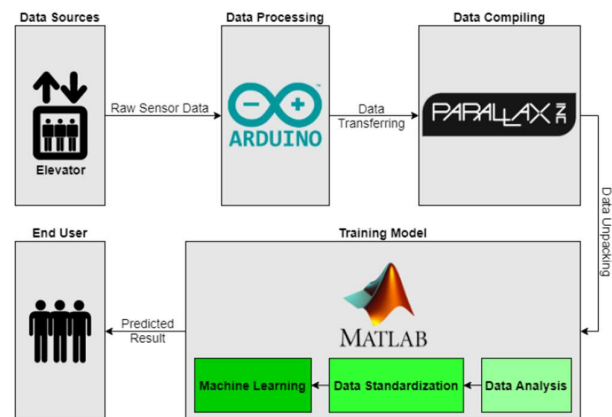 Data Sources
Data Processing
Data Compiling
Elevator
Raw Sensor Data
ARDUINO
Data
Transferring
PARALLAX INC
Data Unpacking
End User
Training Model
Predicted
Result
MATLAB
Machine Learning
Data Standardization
Data Analysis